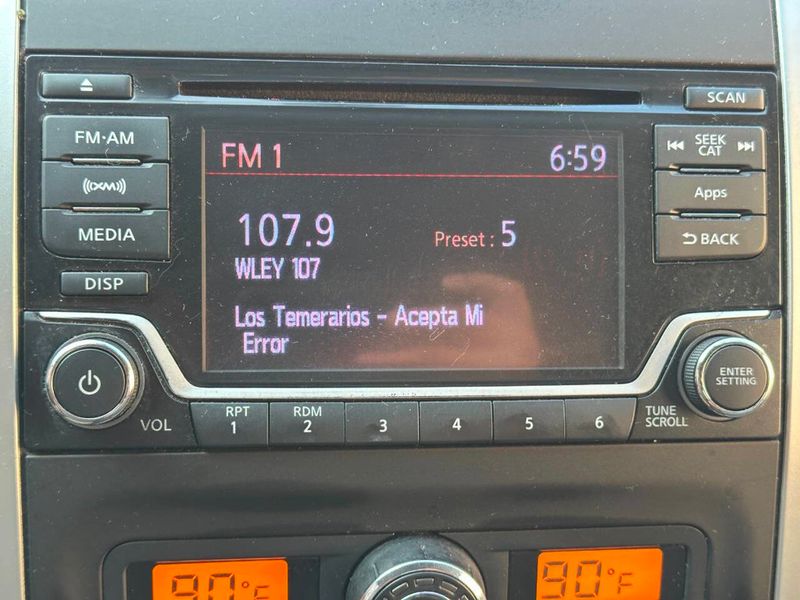 SCAN
FM·AM
SEEK
CAT
((XM))
Apps
MEDIA
BACK
DISP
FM 1
6:59
107.9
Preset : 5
WLEY 107
Los Temerarios - Acepta Mi
Error
VOL
RPT
1
RDM
2
3
4
5
6
TUNE
SCROLL
ENTER
SETTING
90°F
90°F